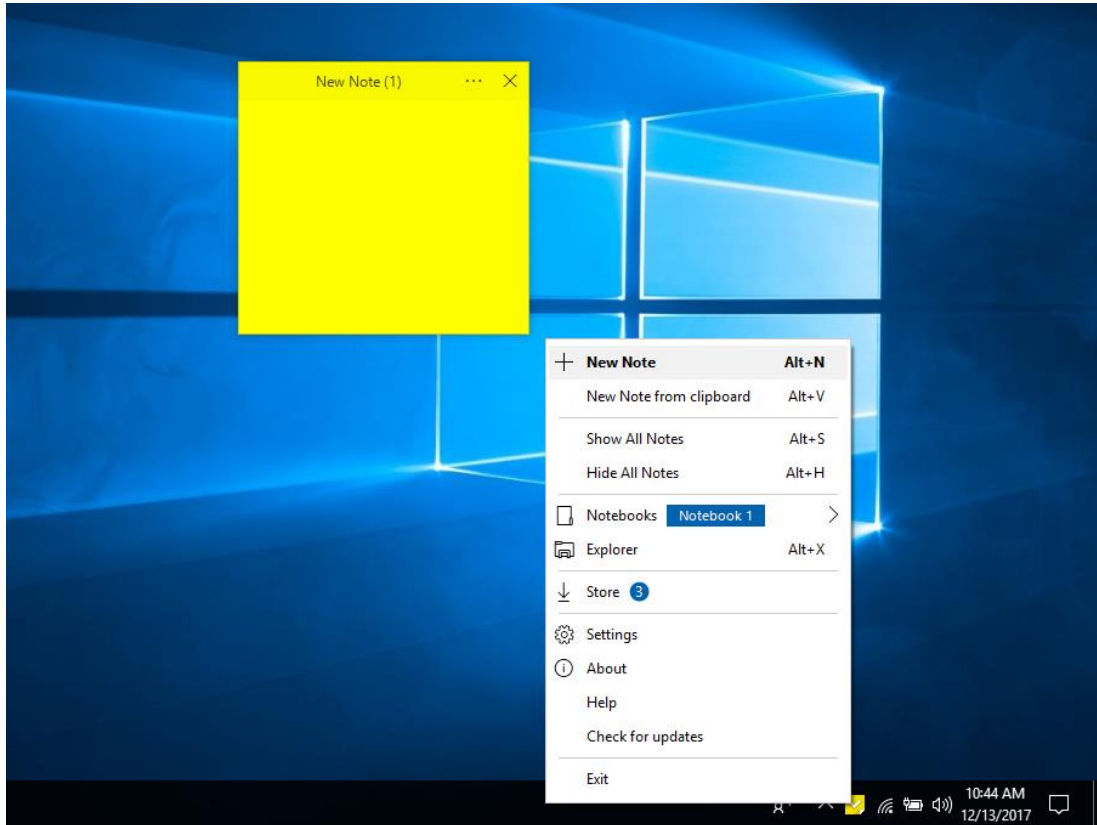 New Note (1)
New Note Alt+N
New Note from clipboard Alt+V
Show All Notes Alt+S
Hide All Notes Alt+H
Notebooks Notebook 1
Explorer Alt+X
Store 3
Settings
About
Help
Check for updates
Exit
10:44 AM
12/13/2017